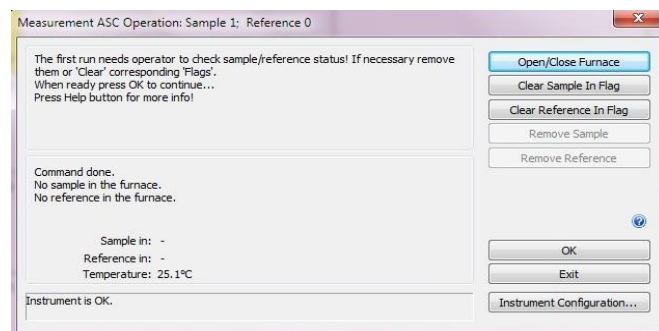 Measurement ASC Operation: Sample 1; Reference 0
The first run needs operator to check sample/reference status! If necessary remove
them or 'Clear' corresponding 'Flags'.
When ready press OK to continue...
Press Help button for more info!
Open/Close Furnace
Clear Sample In Flag
Clear Reference In Flag
Remove Sample
Remove Reference
Command done.
No sample in the furnace.
No reference in the furnace.
Sample in: -
Reference in: -
Temperature: 25.1°C
OK
Exit
Instrument is OK.
Instrument Configuration...